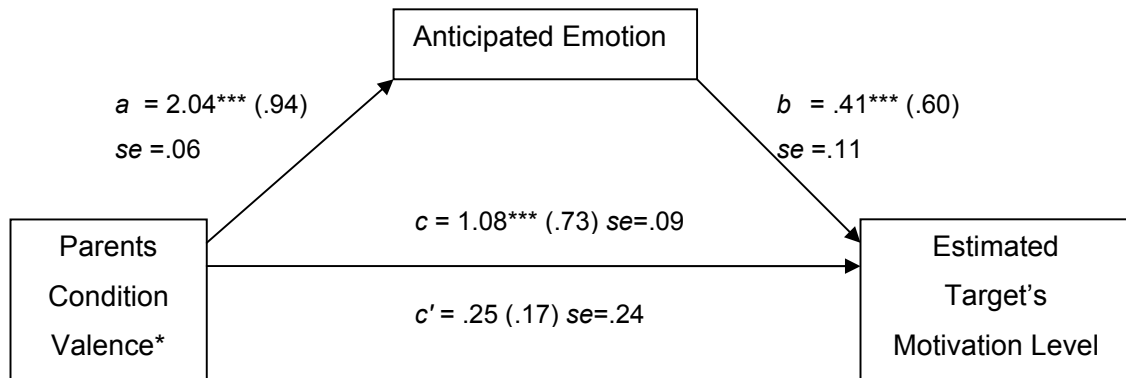 Anticipated Emotion
a = 2.04*** (.94)
se =.06
b = .41*** (.60)
se =.11
c = 1.08*** (.73) se=.09
c' = .25 (.17) se=.24
Parents
Condition
Valence*
Estimated
Target's
Motivation Level